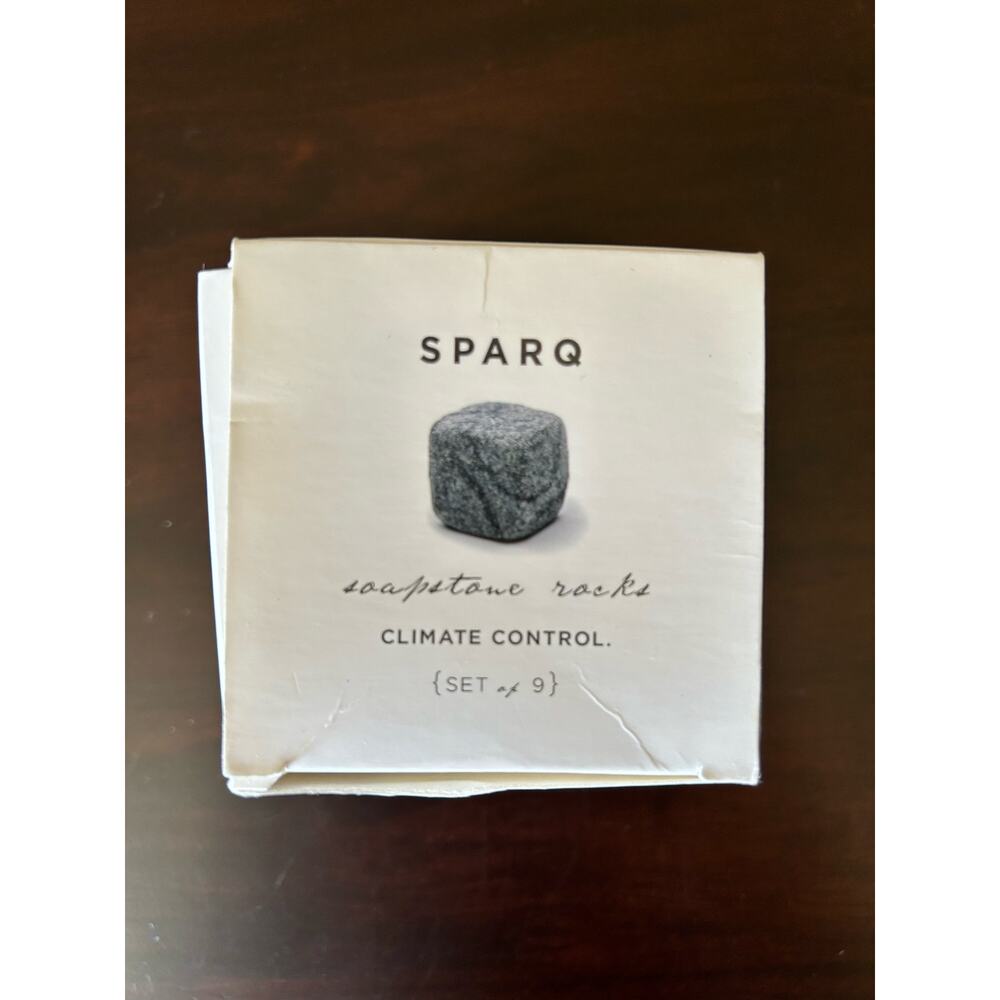 SPARQ
soapstone rocks
CLIMATE CONTROL.
{SET of 9}